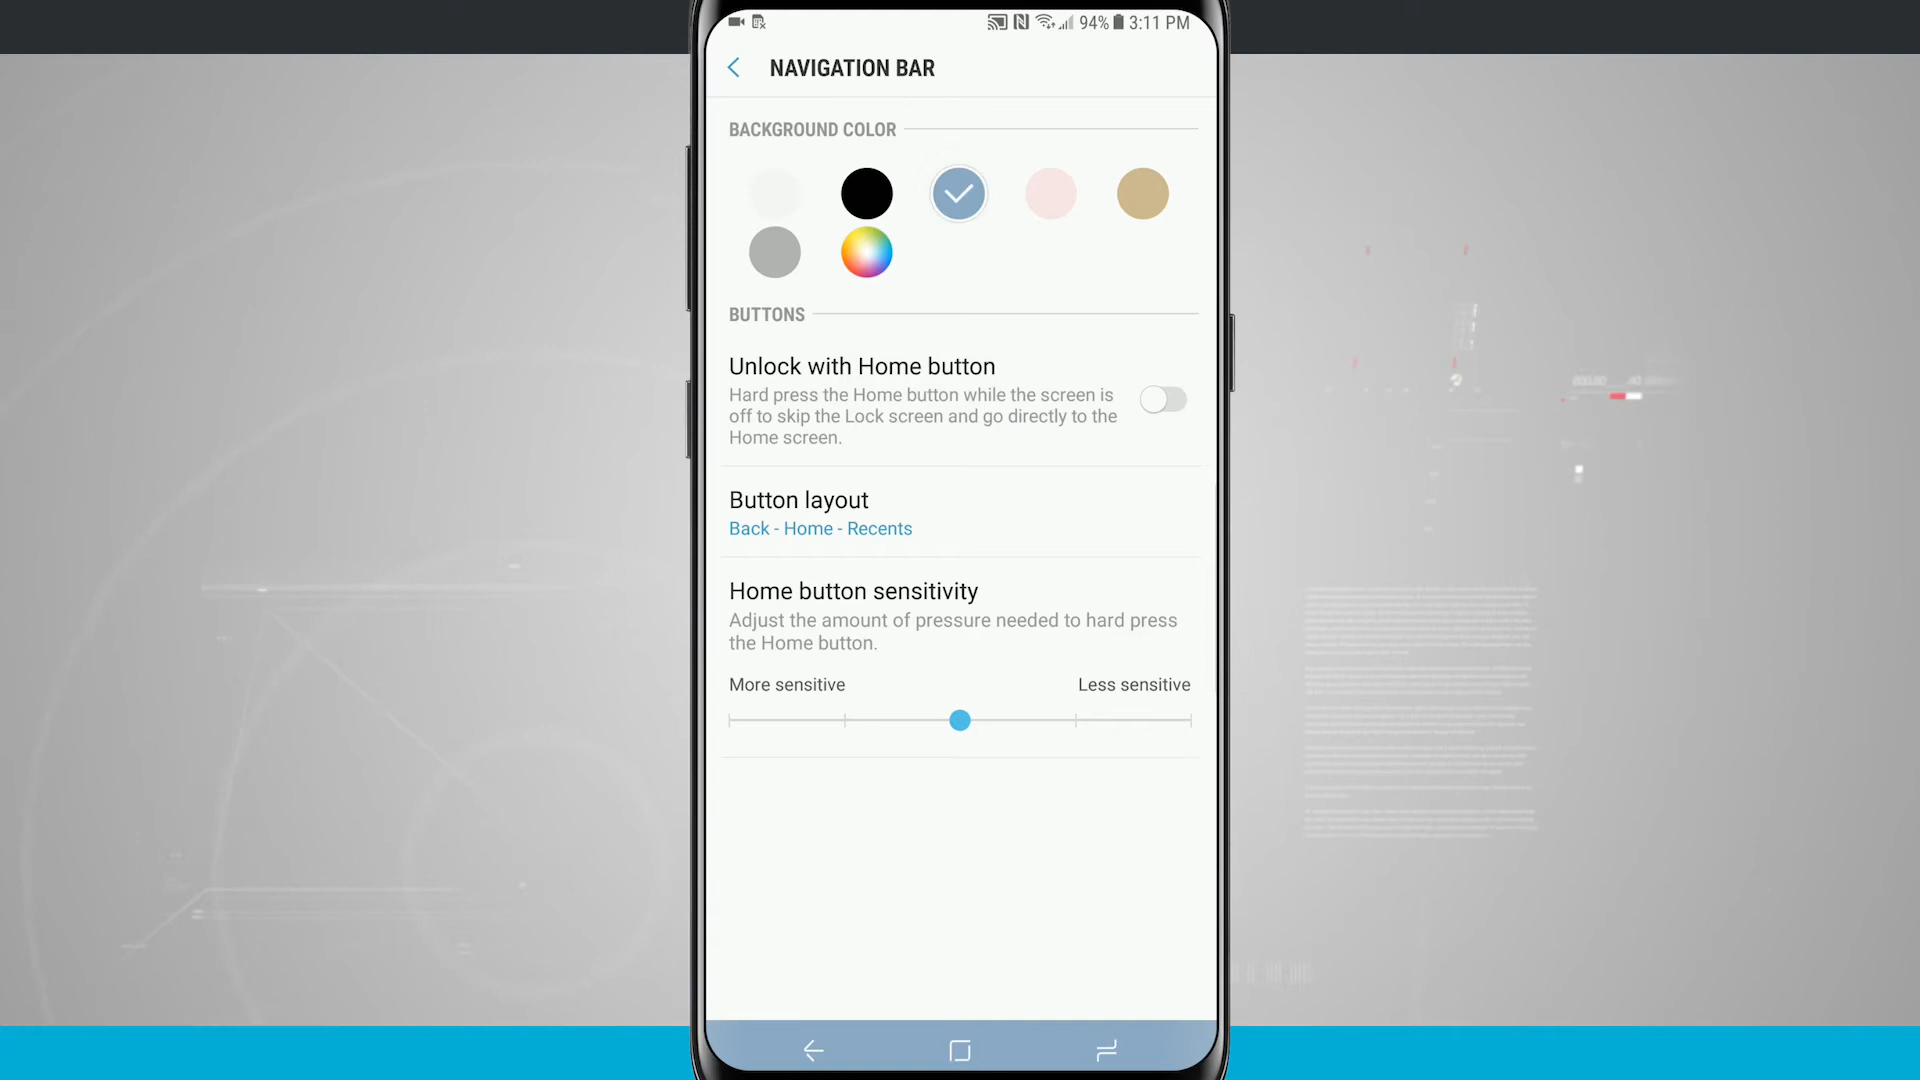 94% 3:11 PM
NAVIGATION BAR
BACKGROUND COLOR
BUTTONS
Unlock with Home button
Hard press the Home button while the screen is
off to skip the Lock screen and go directly to the
Home screen.
Button layout
Back - Home - Recents
Home button sensitivity
Adjust the amount of pressure needed to hard press
the Home button.
More sensitive
Less sensitive